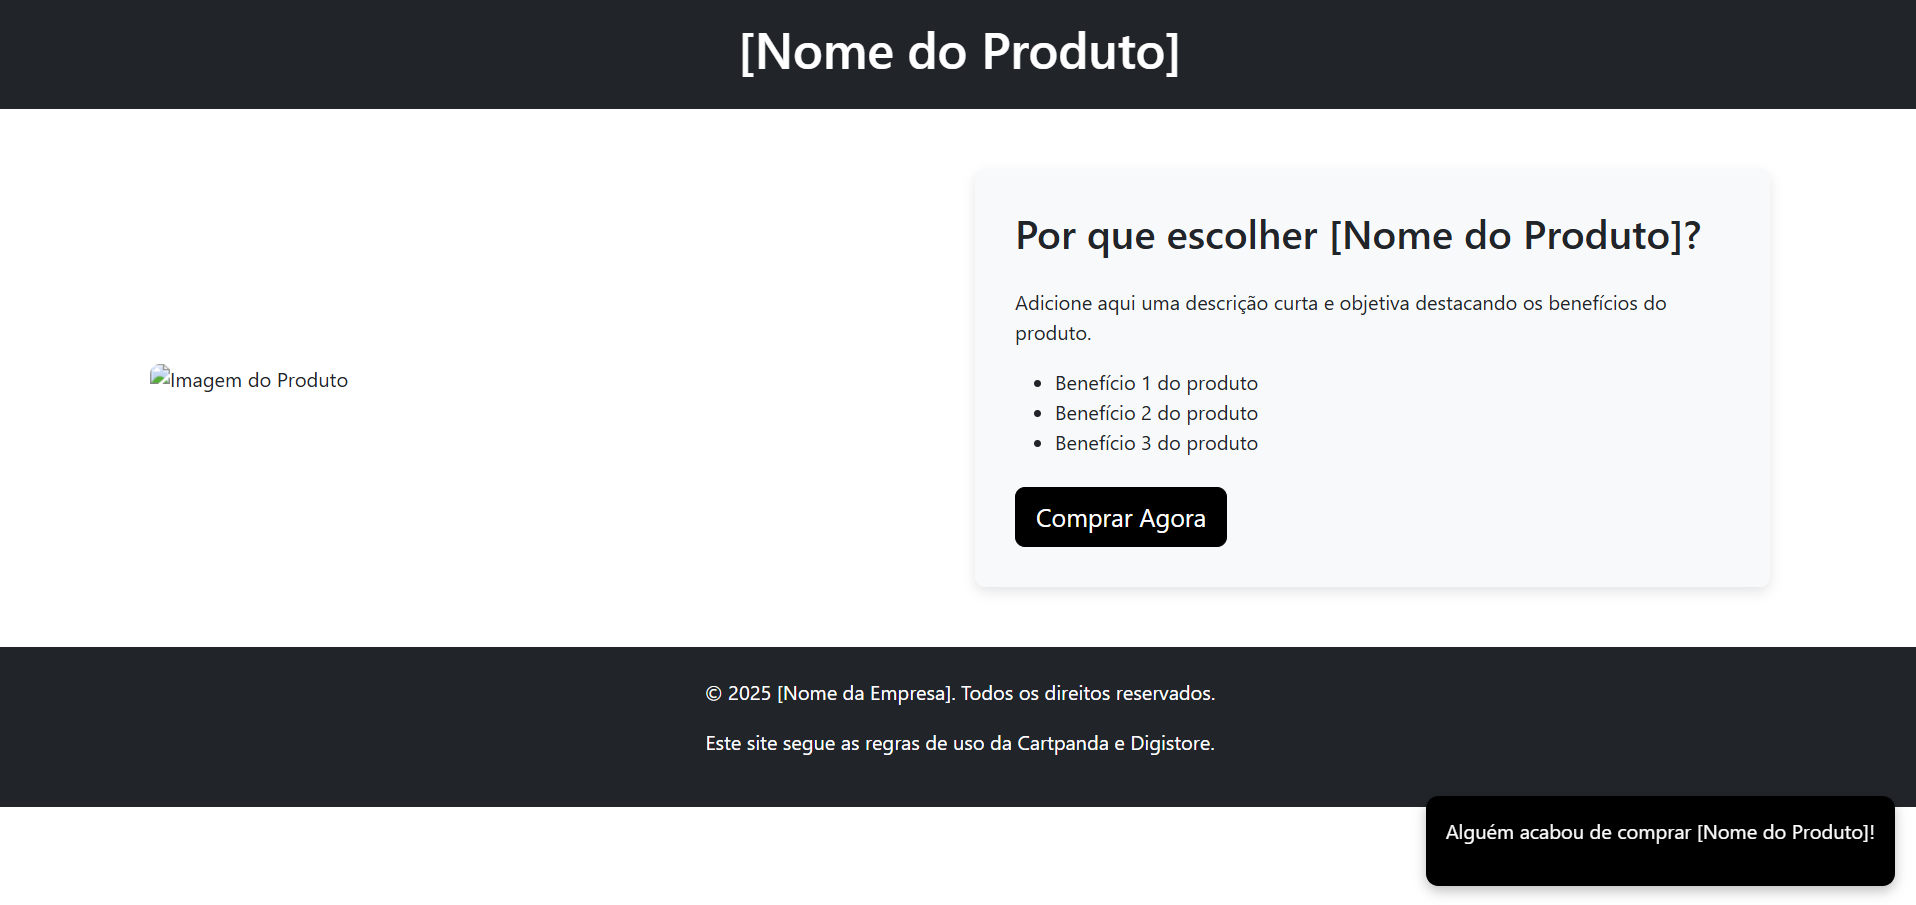 [Nome do Produto]
Imagem do Produto
Por que escolher [Nome do Produto]?
Adicione aqui uma descrição curta e objetiva destacando os benefícios do
produto.
Benefício 1 do produto
Benefício 2 do produto
Benefício 3 do produto
Comprar Agora
© 2025 [Nome da Empresa]. Todos os direitos reservados.
Este site segue as regras de uso da Cartpanda e Digistore.
Alguém acabou de comprar [Nome do Produto]!